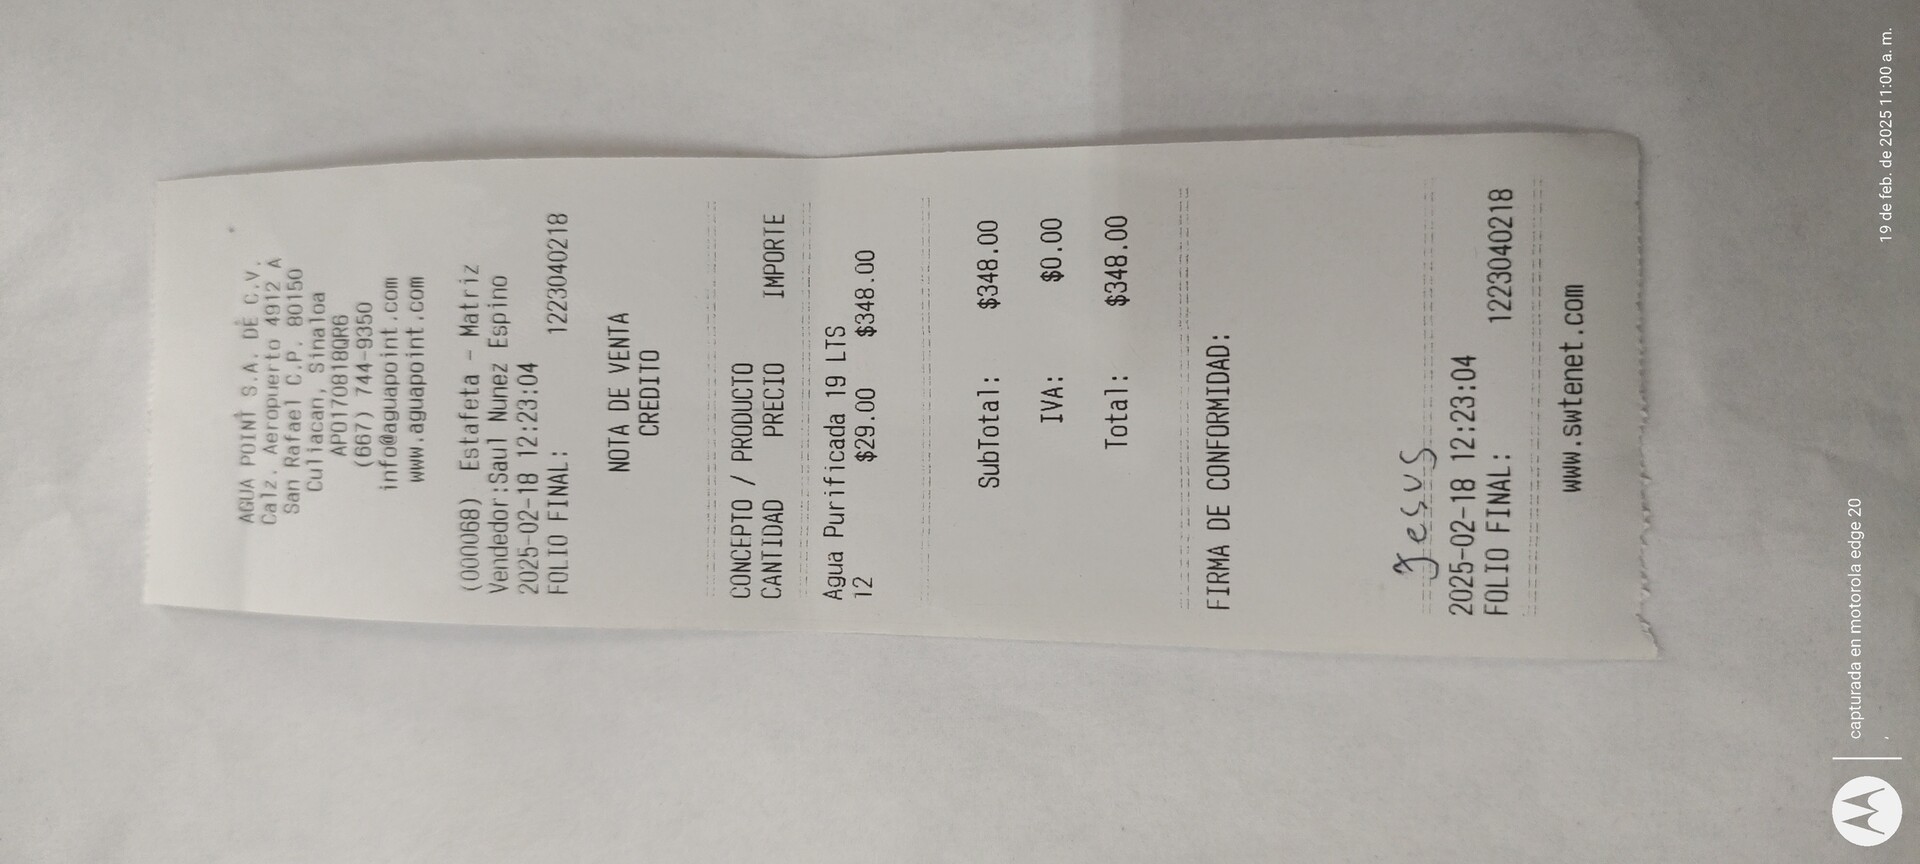 AGUA POINT S.A. DE C.V.
Calz. Aeropuerto 4912 A
San Rafael C.P. 80150
Culiacan, Sinaloa
APO170818QR6
(667) 744-9350
info@aguapoint.com
www.aguapoint.com
(000068) Estafeta - Matriz
Vendedor:Saul Nunez Espino
2025-02-18 12:23:04
FOLIO FINAL: 1223040218
NOTA DE VENTA
CREDITO
CONCEPTO / PRODUCTO
CANTIDAD PRECIO IMPORTE
Agua Purificada 19 LTS
12 $29.00 $348.00
SubTotal: $348.00
IVA: $0.00
Total: $348.00
FIRMA DE CONFORMIDAD:
Jesus
2025-02-18 12:23:04
FOLIO FINAL: 1223040218
www.swtenet.com
capturada en motorola edge 20
, 19 de feb. de 2025 11:00 a. m.